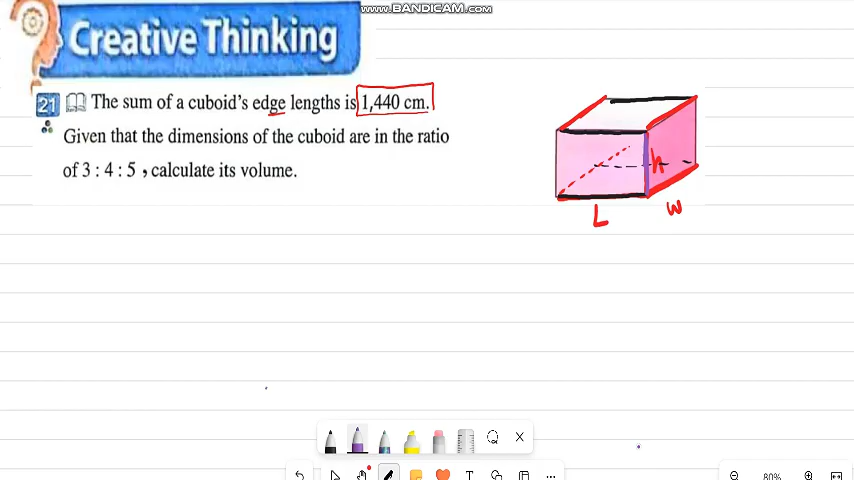 WWW.BANDICAM.COM
Creative Thinking
21 The sum of a cuboid's edge lengths is 1,440 cm.
Given that the dimensions of the cuboid are in the ratio
of 3 : 4 : 5 , calculate its volume.
h
L
w
80%